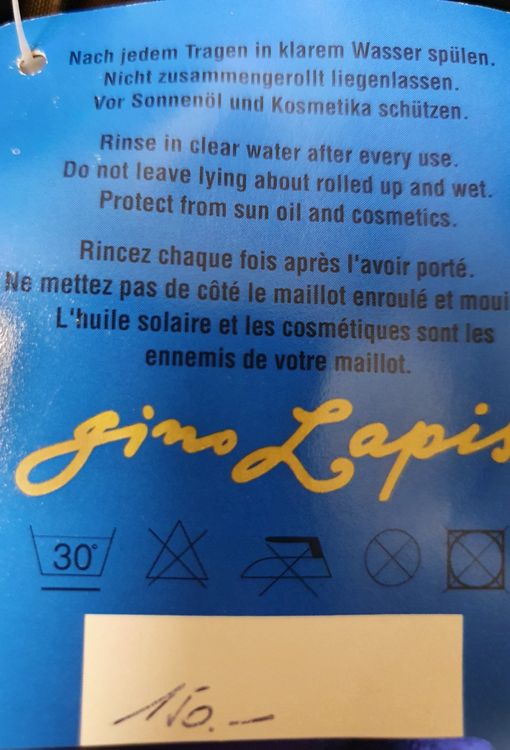 Nach jedem Tragen in klarem Wasser spülen.
Nicht zusammengerollt liegenlassen.
Vor Sonnenöl und Kosmetika schützen.
Rinse in clear water after every use.
Do not leave lying about rolled up and wet.
Protect from sun oil and cosmetics.
Rincez chaque fois après l'avoir porté.
Ne mettez pas de côté le maillot enroulé et moui
L'huile solaire et les cosmétiques sont les
ennemis de votre maillot.
gino Lapis
30°
150.-